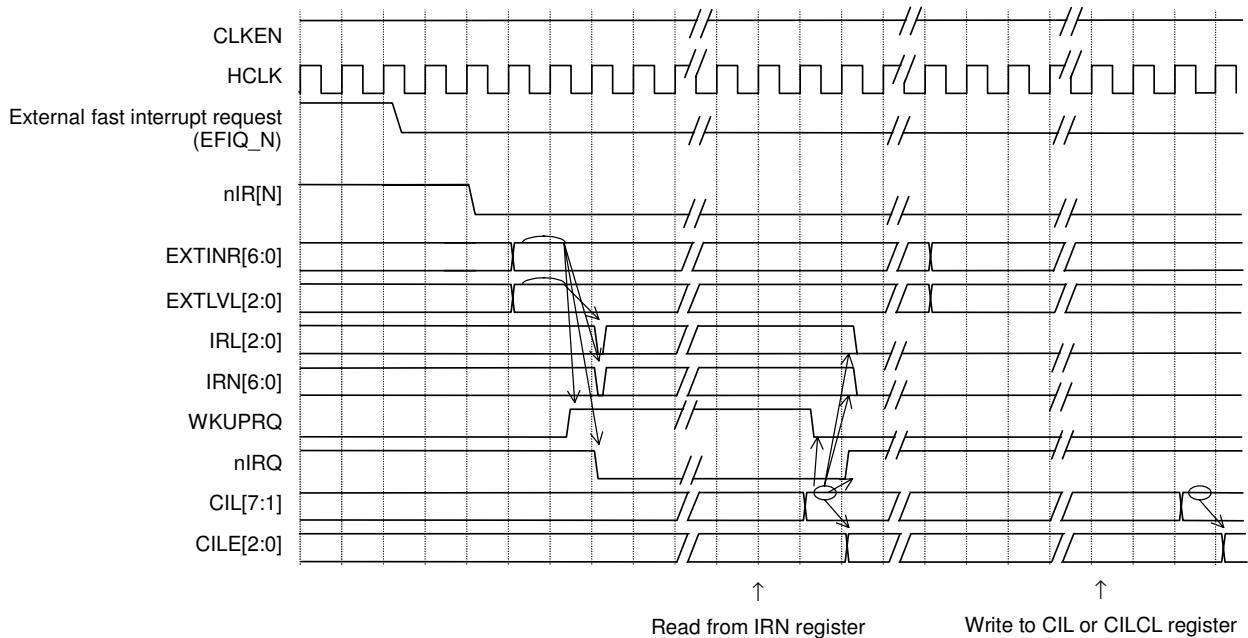 CLKEN
HCLK
External fast interrupt request
(EFIQ_N)
nIR[N]
EXTINR[6:0]
EXTLVL[2:0]
IRL[2:0]
IRN[6:0]
WKUPRQ
nIRQ
CIL[7:1]
CILE[2:0]
↑ ↑
Read from IRN register Write to CIL or CILCL register